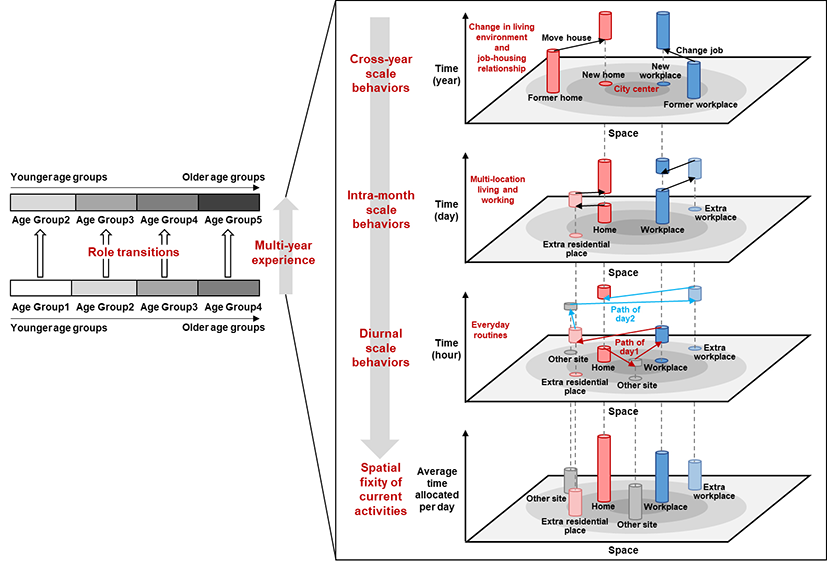 Younger age groups
Older age groups
Age Group2
Age Group3
Age Group4
Age Group5
Role transitions
Age Group1
Age Group2
Age Group3
Age Group4
Younger age groups
Older age groups
Multi-year
experience
Cross-year
scale
behaviors
Time
(year)
Change in living
environment
and
job-housing
relationship
Move house
Change job
New home
New
workplace
City center
Former home
Former workplace
Space
Intra-month
scale
behaviors
Time
(day)
Multi-location
living and
working
Home
Workplace
Extra
workplace
Extra residential
place
Space
Diurnal
scale
behaviors
Time
(hour)
Everyday
routines
Path of
day2
Path of
day1
Other site
Home
Workplace
Extra
workplace
Extra residential
place
Other site
Space
Spatial
fixity of
current
activities
Average
time
allocated
per day
Other site
Home
Workplace
Extra
workplace
Extra residential
place
Other site
Space